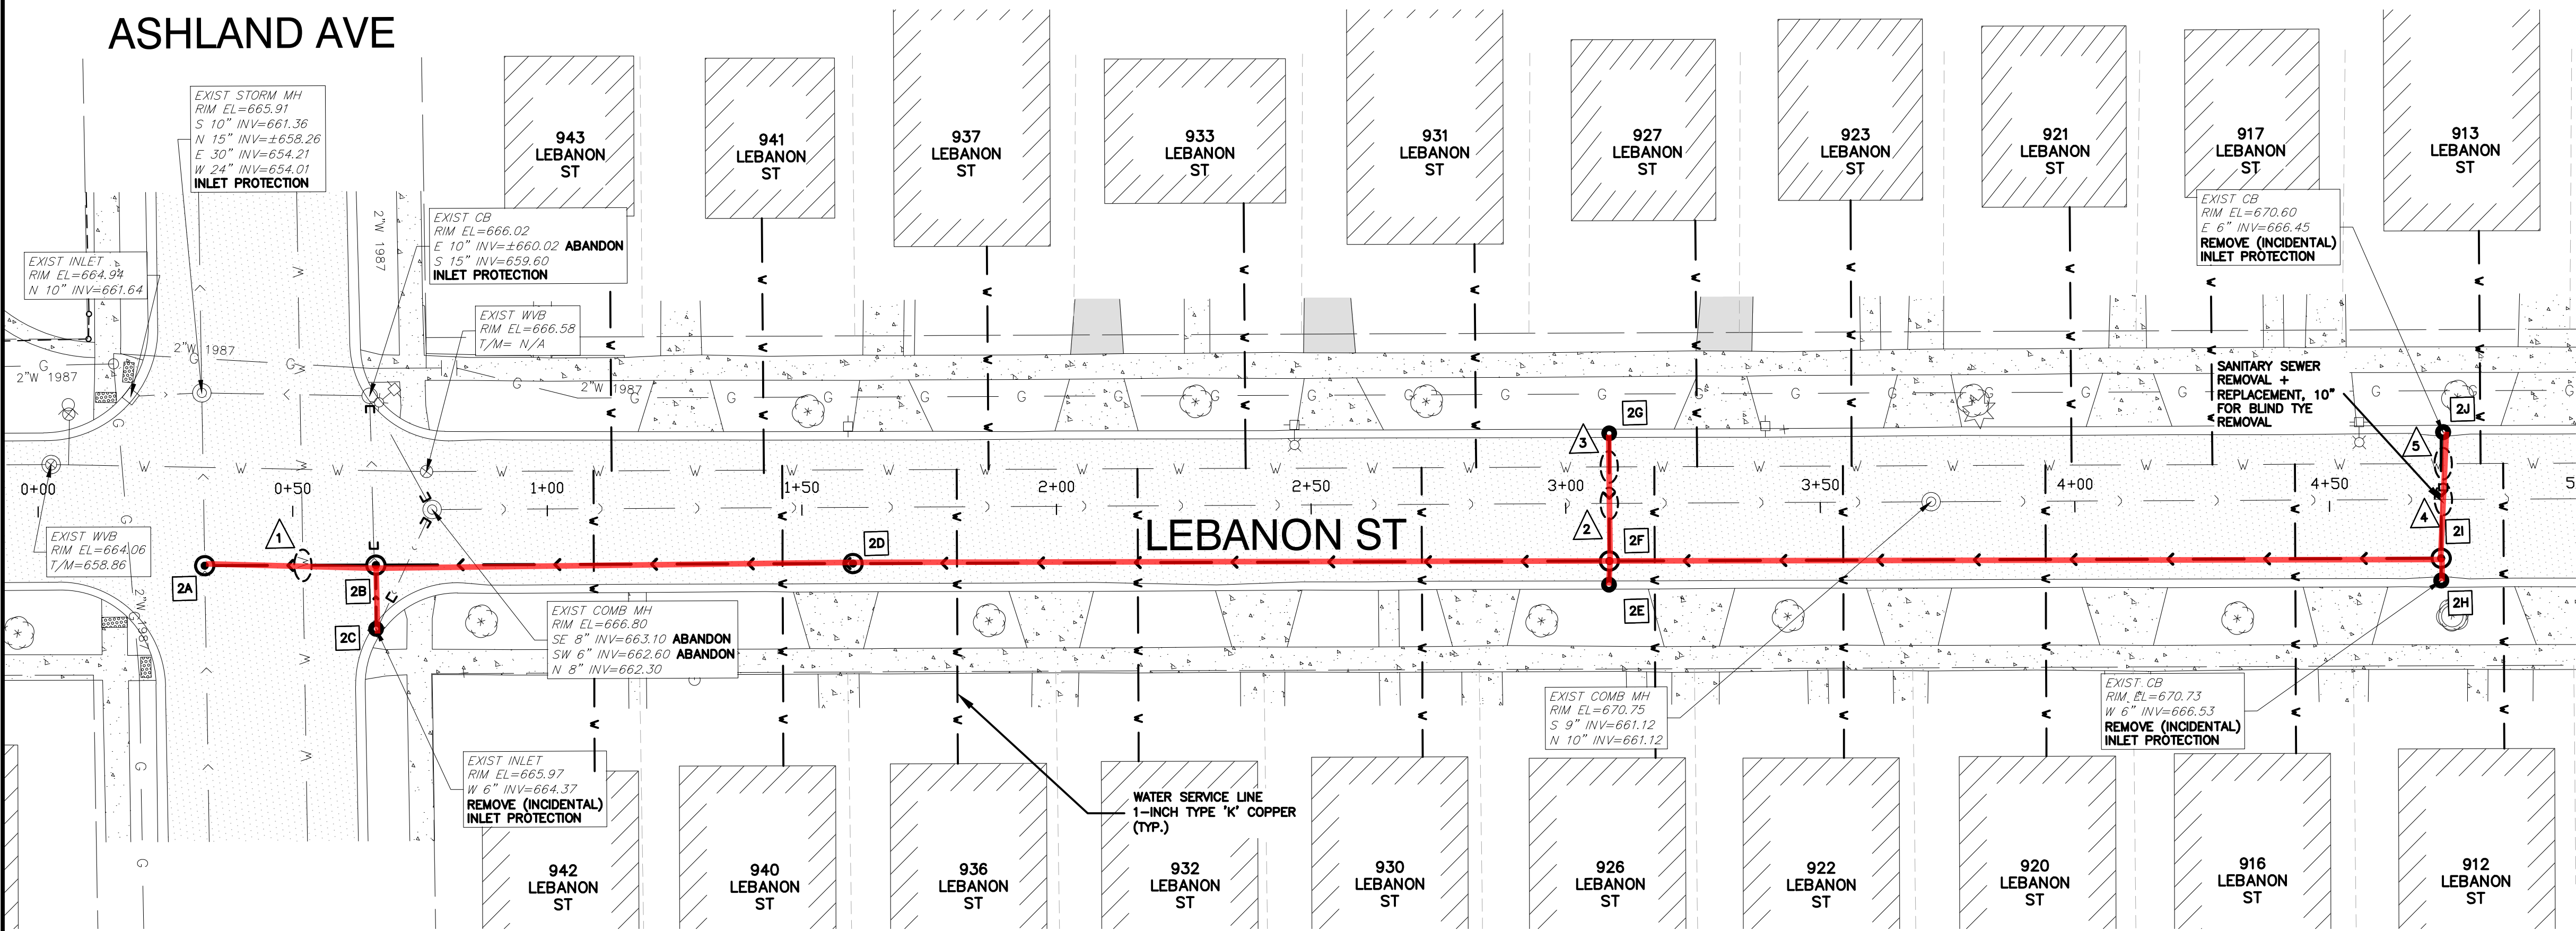 ASHLAND AVE
EXIST STORM MH
RIM EL=665.91
S 10" INV=661.36
N 15" INV=±658.26
E 30" INV=654.21
W 24" INV=654.01
INLET PROTECTION
943
LEBANON
ST
941
LEBANON
ST
937
LEBANON
ST
933
LEBANON
ST
931
LEBANON
ST
927
LEBANON
ST
923
LEBANON
ST
921
LEBANON
ST
917
LEBANON
ST
913
LEBANON
ST
EXIST CB
RIM EL=670.60
E 6" INV=666.45
REMOVE (INCIDENTAL)
INLET PROTECTION
EXIST CB
RIM EL=666.02
E 10" INV=±660.02 ABANDON
S 15" INV=659.60
INLET PROTECTION
2"W 1987
EXIST INLET
RIM EL=664.94
N 10" INV=661.64
EXIST WVB
RIM EL=666.58
T/M= N/A
2"W 1987
2"W 1987
2"W 1987
SANITARY SEWER
REMOVAL +
REPLACEMENT, 10"
FOR BLIND TYE
REMOVAL
2G
2J
3
5
0+00
0+50
1+00
1+50
2+00
2+50
3+00
3+50
4+00
4+50
5
LEBANON ST
1
2
4
2D
2F
2I
EXIST WVB
RIM EL=664.06
T/M=658.86
2A
2B
2C
2E
2H
2"W 1987
EXIST COMB MH
RIM EL=666.80
SE 8" INV=663.10 ABANDON
SW 6" INV=662.60 ABANDON
N 8" INV=662.30
EXIST COMB MH
RIM EL=670.75
S 9" INV=661.12
N 10" INV=661.12
EXIST CB
RIM EL=670.73
W 6" INV=666.53
REMOVE (INCIDENTAL)
INLET PROTECTION
EXIST INLET
RIM EL=665.97
W 6" INV=664.37
REMOVE (INCIDENTAL)
INLET PROTECTION
WATER SERVICE LINE
1-INCH TYPE 'K' COPPER
(TYP.)
942
LEBANON
ST
940
LEBANON
ST
936
LEBANON
ST
932
LEBANON
ST
930
LEBANON
ST
926
LEBANON
ST
922
LEBANON
ST
920
LEBANON
ST
916
LEBANON
ST
912
LEBANON
ST